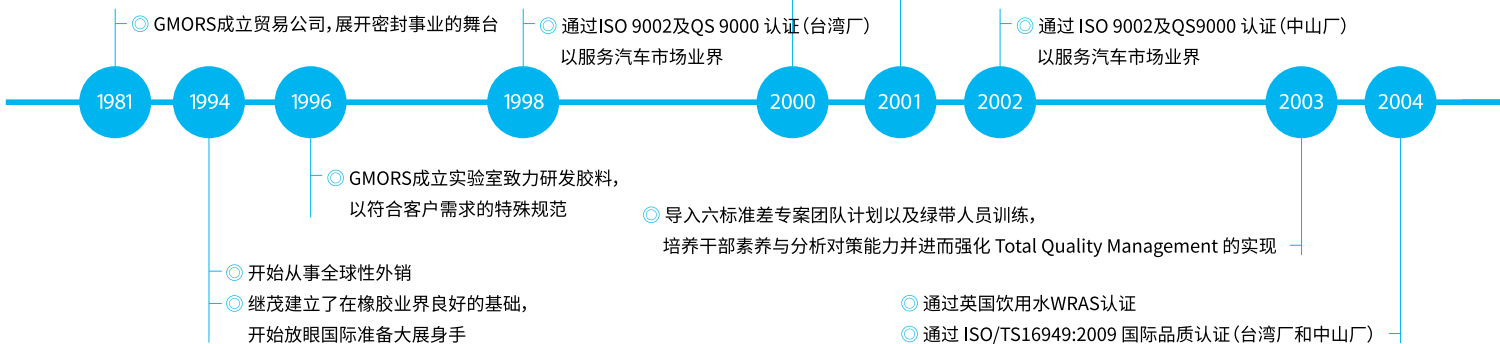 GMORS成立贸易公司，展开密封事业的舞台
通过ISO 9002及QS 9000 认证（台湾厂）
以服务汽车市场业界
通过 ISO 9002及QS9000 认证（中山厂）
以服务汽车市场业界
1981
1994
1996
1998
2000
2001
2002
2003
2004
GMORS成立实验室致力研发胶料，
以符合客户需求的特殊规范
导入六标准差专案团队计划以及绿带人员训练，
培养干部素养与分析对策能力并进而强化 Total Quality Management 的实现
开始从事全球性外销
继茂建立了在橡胶业界良好的基础，
开始放眼国际准备大展身手
通过英国饮用水WRAS认证
通过 ISO/TS16949:2009 国际品质认证（台湾厂和中山厂）